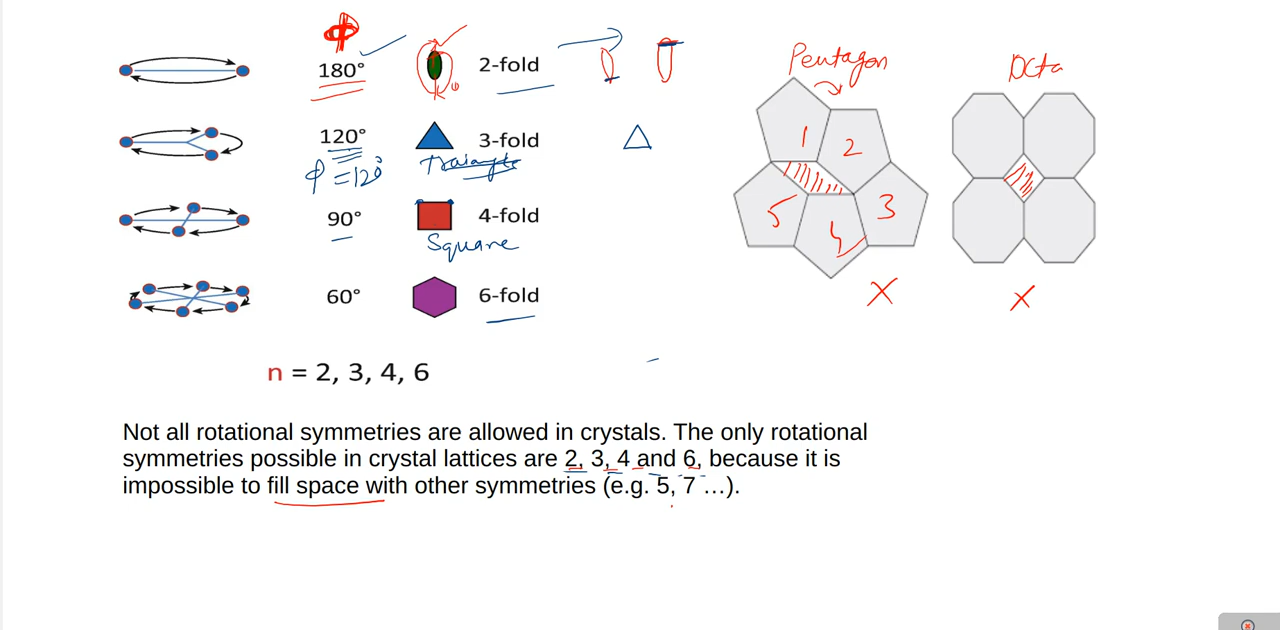 ϕ
180°
2-fold
120°
3-fold
φ = 120°
Triangle
90°
4-fold
Square
60°
6-fold
Pentagon
1
2
3
4
5
X
Octa
X
n = 2, 3, 4, 6
Not all rotational symmetries are allowed in crystals. The only rotational
symmetries possible in crystal lattices are 2, 3, 4 and 6, because it is
impossible to fill space with other symmetries (e.g. 5, 7 ...).